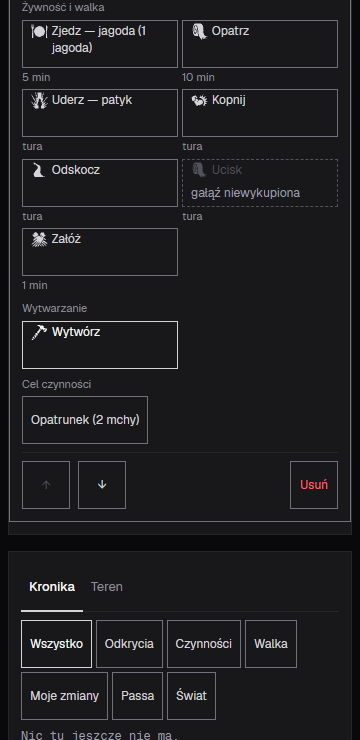 Żywność i walka
Zjedz — jagoda (1
jagoda)
Opatrz
5 min
10 min
Uderz — patyk
Kopnij
tura
tura
Odskocz
Ucisk
gałąź niewykupiona
tura
tura
Załóż
1 min
Wytwarzanie
Wytwórz
Cel czynności
Opatrunek (2 mchy)
↑
↓
Usuń
Kronika
Teren
Wszystko
Odkrycia
Czynności
Walka
Moje zmiany
Passa
Świat
Nic tu jeszcze nie ma.